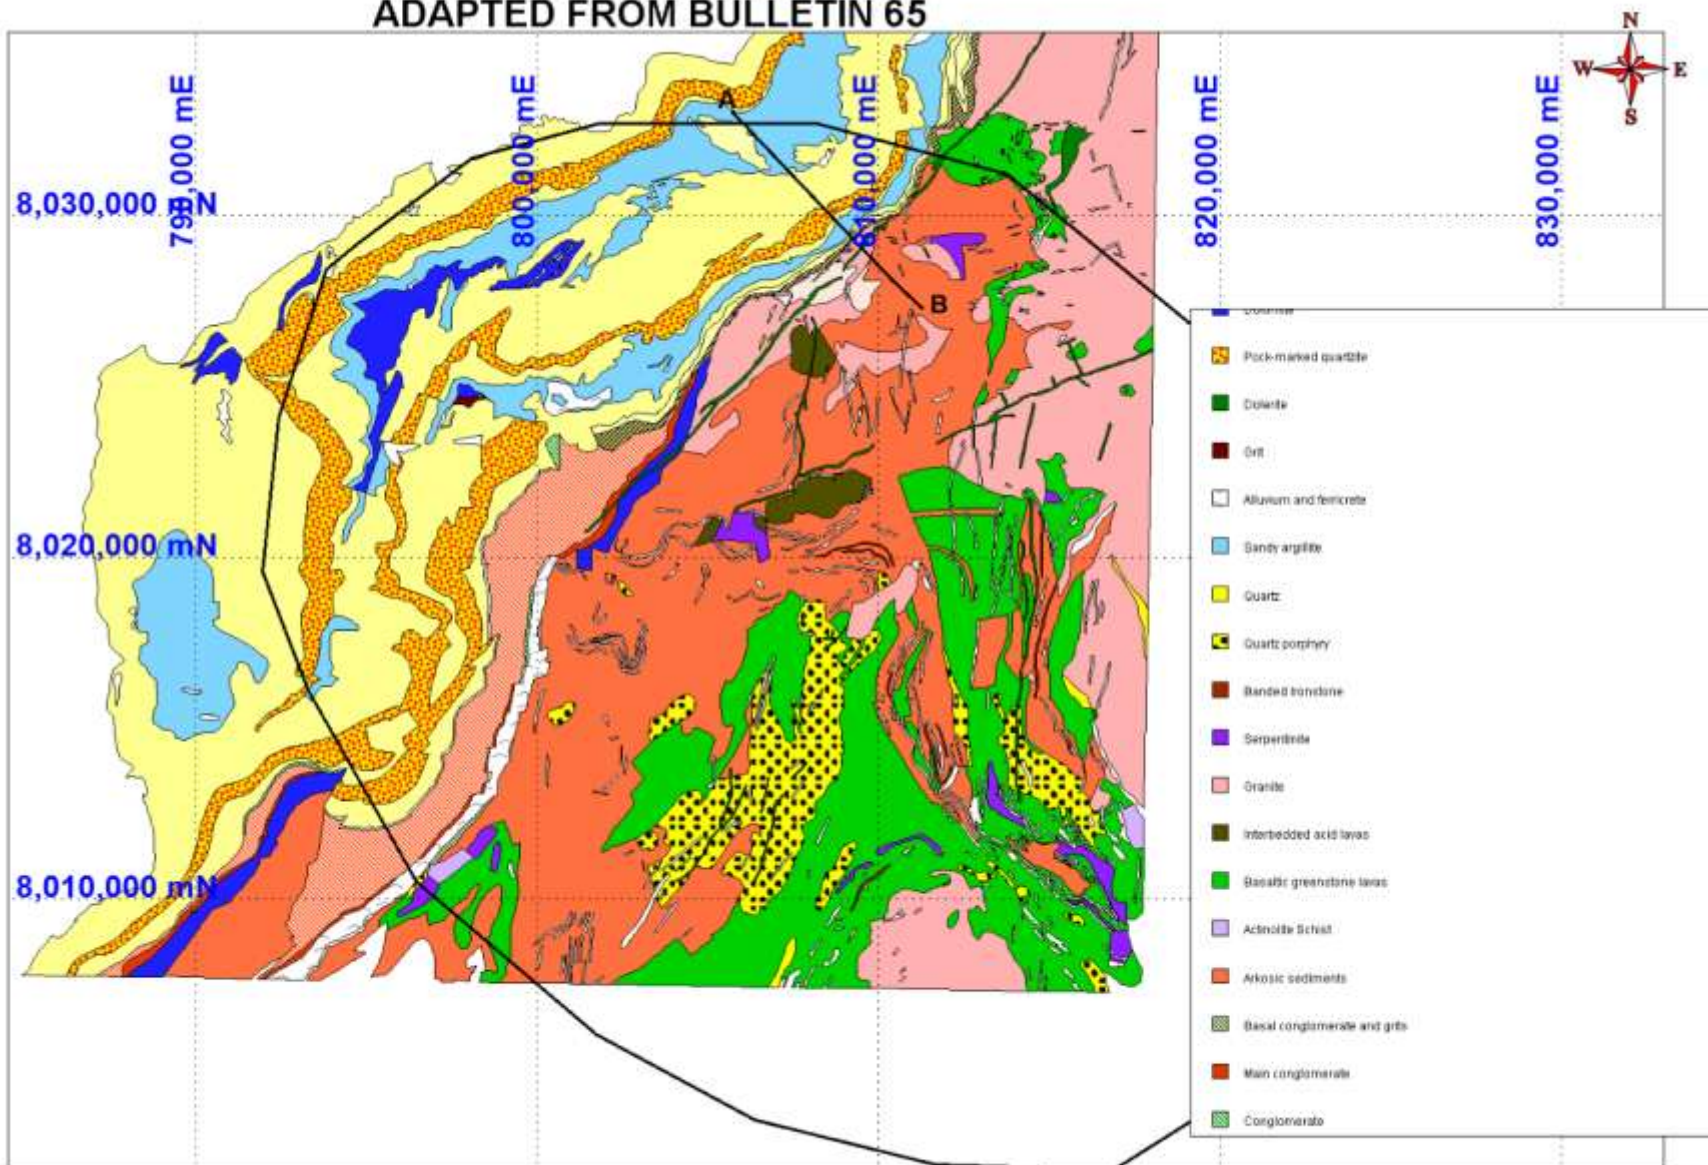 ADAPTED FROM BULLETIN 65
N
W E
S
800,000 mE
810,000 mE
820,000 mE
830,000 mE
A
8,030,000 mN
B
8,020,000 mN
8,010,000 mN
Pock-marked quartzite
Dolerite
Grit
Alluvium and ferricrete
Sandy argillite
Quartz
Quartz porphyry
Banded Ironstone
Serpentinite
Granite
Interbedded acid lavas
Basaltic greenstone lavas
Actinolite Schist
Arkosic sediments
Basal conglomerate and grits
Main conglomerate
Conglomerate